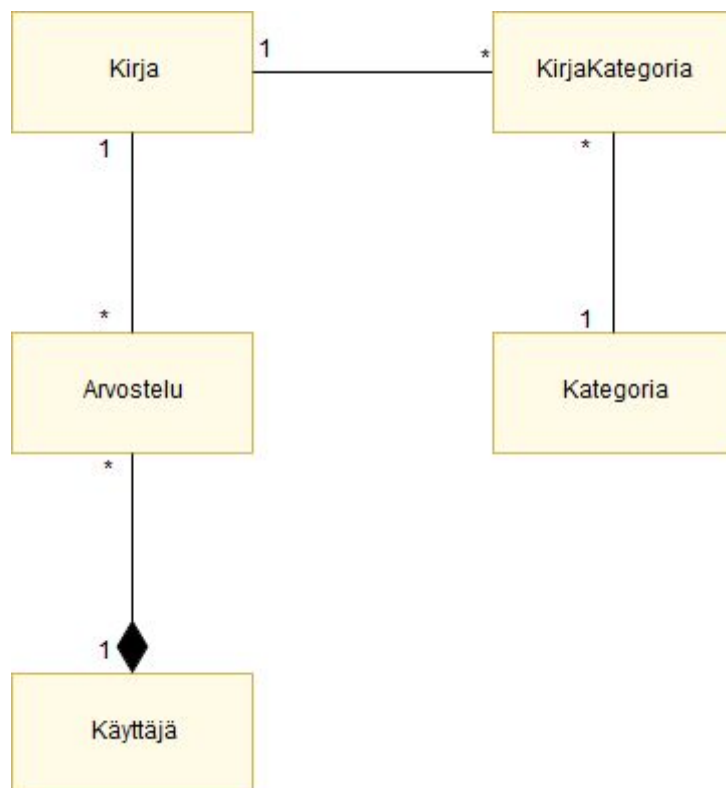 Kirja
1
*
KirjaKategoria
1
*
*
1
Arvostelu
Kategoria
*
1
Käyttäjä